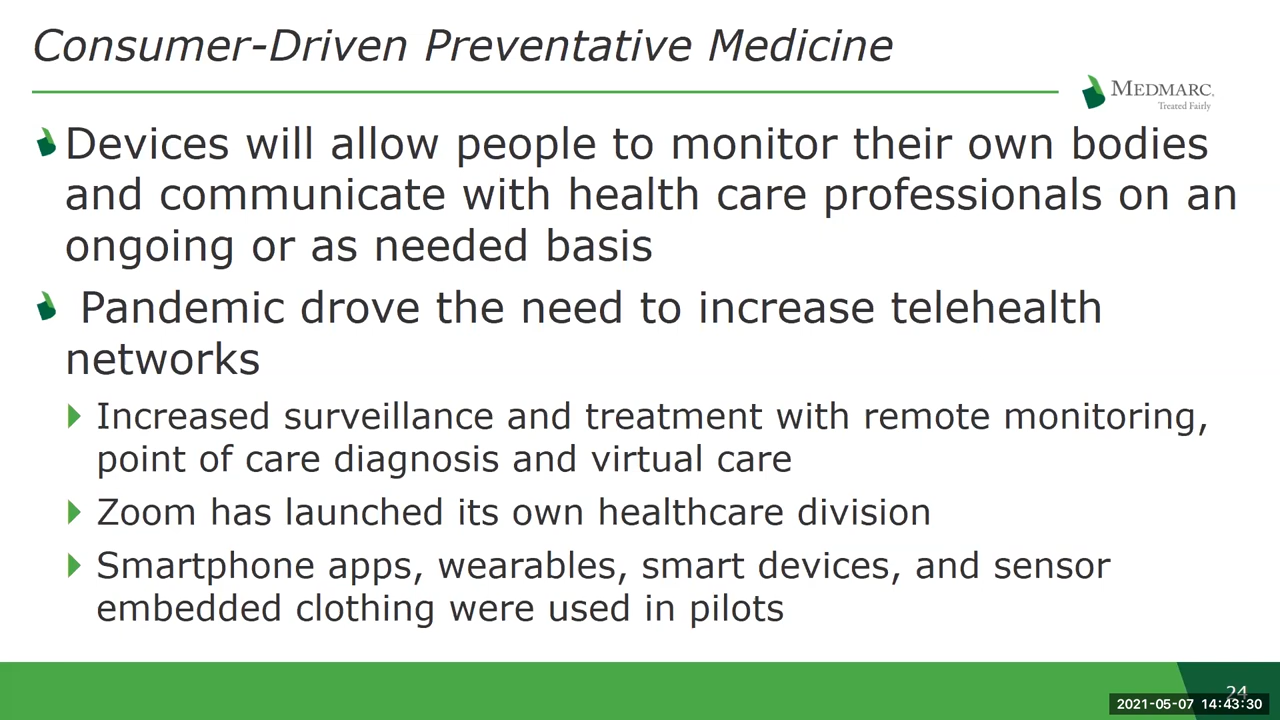 Consumer-Driven Preventative Medicine
MEDMARC.
Treated Fairly
Devices will allow people to monitor their own bodies
and communicate with health care professionals on an
ongoing or as needed basis
Pandemic drove the need to increase telehealth
networks
Increased surveillance and treatment with remote monitoring,
point of care diagnosis and virtual care
Zoom has launched its own healthcare division
Smartphone apps, wearables, smart devices, and sensor
embedded clothing were used in pilots
24
2021-05-07 14:43:30